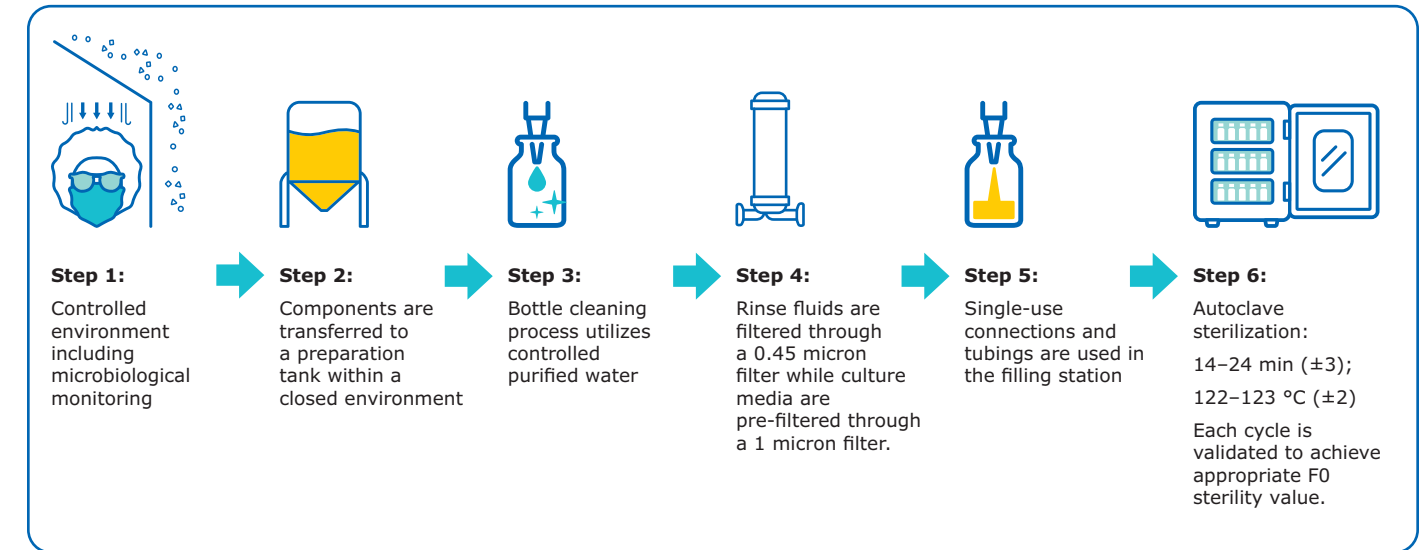 Step 1:
Controlled
environment
including
microbiological
monitoring
Step 2:
Components are
transferred to
a preparation
tank within a
closed environment
Step 3:
Bottle cleaning
process utilizes
controlled
purified water
Step 4:
Rinse fluids are
filtered through
a 0.45 micron
filter while culture
media are
pre-filtered through
a 1 micron filter.
Step 5:
Single-use
connections and
tubings are used in
the filling station
Step 6:
Autoclave
sterilization:
14–24 min (±3);
122–123 °C (±2)
Each cycle is
validated to achieve
appropriate F0
sterility value.